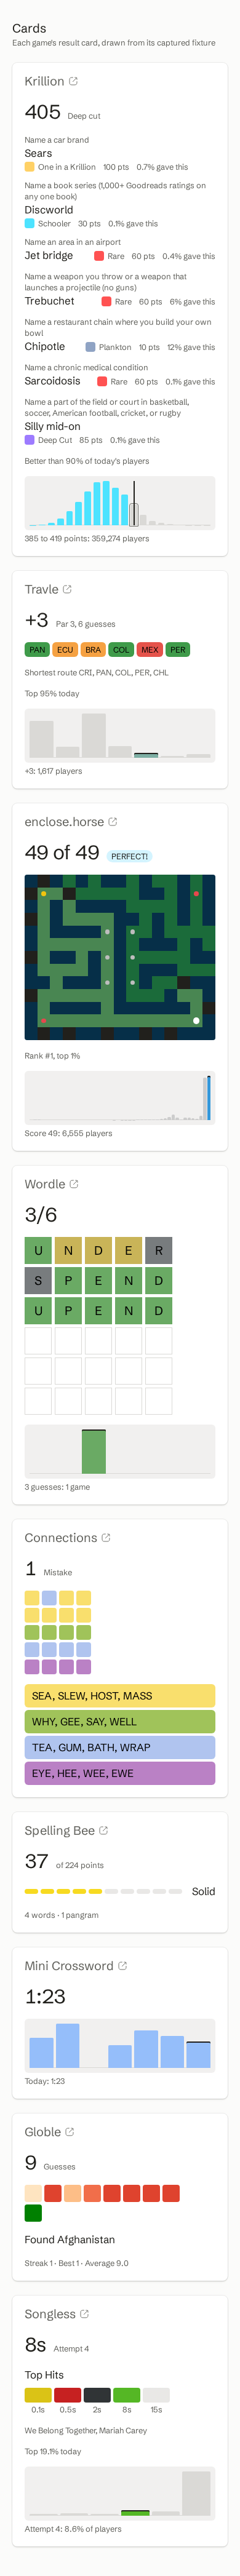 Cards
Each game's result card, drawn from its captured fixture
Krillion
405 Deep cut
Name a car brand
Sears
One in a Krillion 100 pts 0.7% gave this
Name a book series (1,000+ Goodreads ratings on
any one book)
Discworld
Schooler 30 pts 0.1% gave this
Name an area in an airport
Jet bridge Rare 60 pts 0.4% gave this
Name a weapon you throw or a weapon that
launches a projectile (no guns)
Trebuchet Rare 60 pts 6% gave this
Name a restaurant chain where you build your own
bowl
Chipotle Plankton 10 pts 12% gave this
Name a chronic medical condition
Sarcoidosis Rare 60 pts 0.1% gave this
Name a part of the field or court in basketball,
soccer, American football, cricket, or rugby
Silly mid-on
Deep Cut 85 pts 0.1% gave this
Better than 90% of today's players
385 to 419 points: 359,274 players
Travle
+3 Par 3, 6 guesses
PAN ECU BRA COL MEX PER
Shortest route CRI, PAN, COL, PER, CHL
Top 95% today
+3: 1,617 players
enclose.horse
49 of 49 PERFECT!
Rank #1, top 1%
Score 49: 6,555 players
Wordle
3/6
U N D E R
S P E N D
U P E N D
3 guesses: 1 game
Connections
1 Mistake
SEA, SLEW, HOST, MASS
WHY, GEE, SAY, WELL
TEA, GUM, BATH, WRAP
EYE, HEE, WEE, EWE
Spelling Bee
37 of 224 points
Solid
4 words · 1 pangram
Mini Crossword
1:23
Today: 1:23
Globle
9 Guesses
Found Afghanistan
Streak 1 · Best 1 · Average 9.0
Songless
8s Attempt 4
Top Hits
0.1s 0.5s 2s 8s 15s
We Belong Together, Mariah Carey
Top 19.1% today
Attempt 4: 8.6% of players